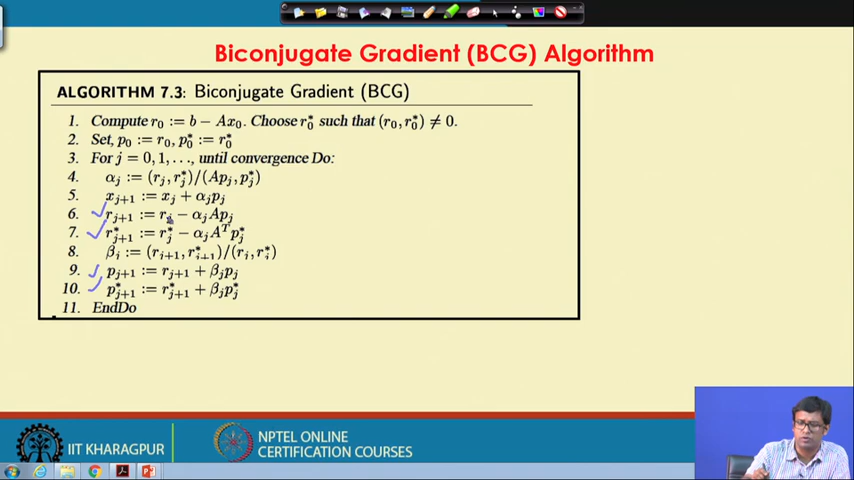 Biconjugate Gradient (BCG) Algorithm
ALGORITHM 7.3: Biconjugate Gradient (BCG)
1. Compute r₀ := b − Ax₀. Choose r₀* such that (r₀, r₀*) ≠ 0.
2. Set, p₀ := r₀, p₀* := r₀*
3. For j = 0, 1, . . ., until convergence Do:
4. αⱼ := (rⱼ, rⱼ*)/(Apⱼ, pⱼ*)
5. xⱼ₊₁ := xⱼ + αⱼpⱼ
6. rⱼ₊₁ := rⱼ − αⱼApⱼ
7. rⱼ₊₁* := rⱼ* − αⱼAᵀpⱼ*
8. βⱼ := (rⱼ₊₁, rⱼ₊₁*)/(rⱼ, rⱼ*)
9. pⱼ₊₁ := rⱼ₊₁ + βⱼpⱼ
10. pⱼ₊₁* := rⱼ₊₁* + βⱼpⱼ*
11. EndDo
IIT KHARAGPUR
NPTEL ONLINE
CERTIFICATION COURSES